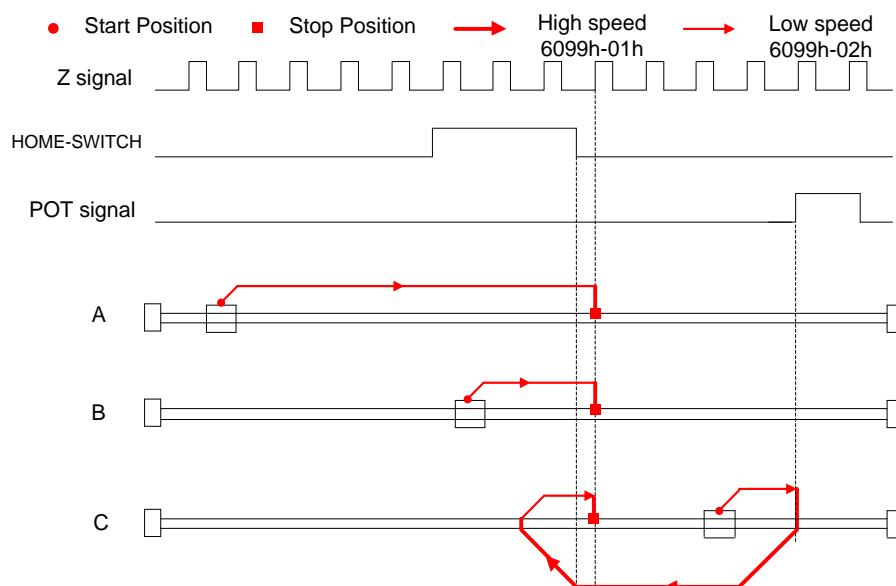 Start Position
Stop Position
High speed
6099h-01h
Low speed
6099h-02h
Z signal
HOME-SWITCH
POT signal
A
B
C